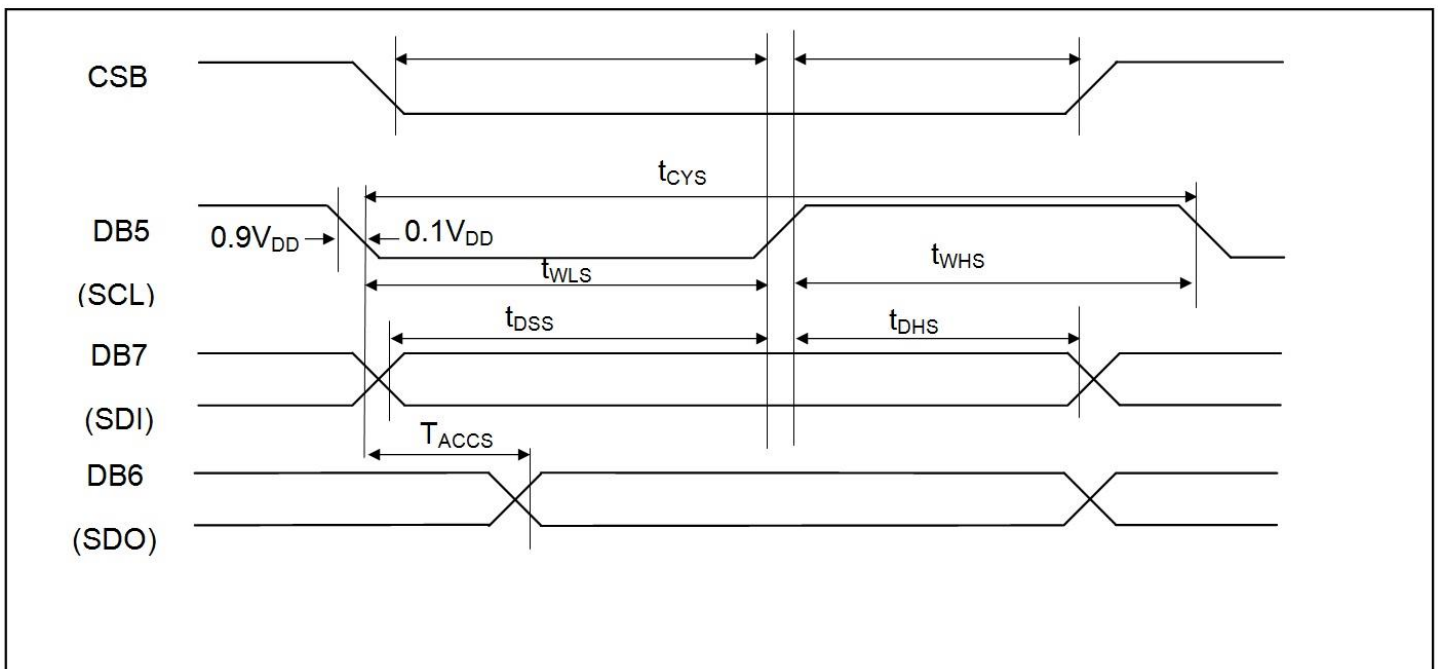 CSB
tCYS
DB5
0.9VDD
0.1VDD
(SCL)
tWLS
tWHS
tDSS
tDHS
DB7
(SDI)
TACCS
DB6
(SDO)